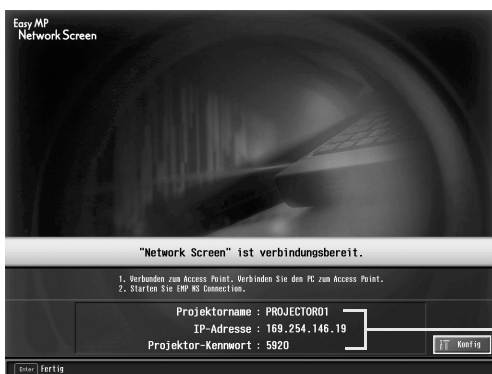 Easy MP
Network Screen
"Network Screen" ist verbindungsbereit.
1. Verbunden zum Access Point. Verbinden Sie den PC zum Access Point.
2. Starten Sie EMP NS Connection.
Projektorname : PROJECTOR01
IP-Adresse : 169.254.146.19
Projektor-Kennwort : 5920
Konfig
Enter Fertig